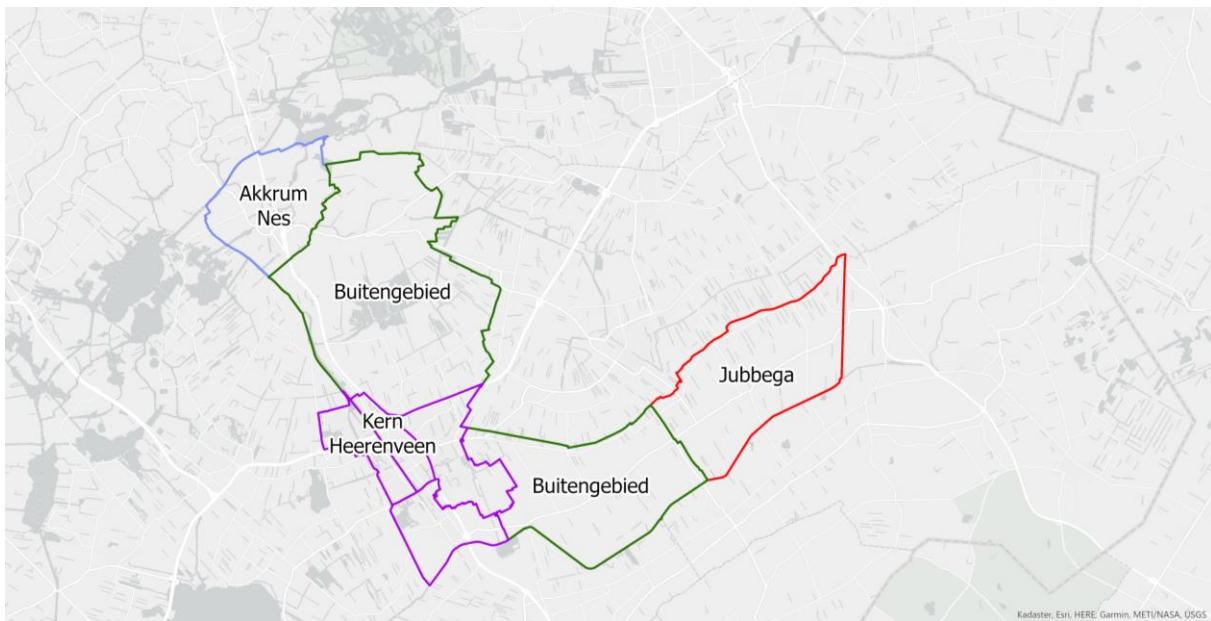 Akkrum
Nes
Buitengebied
Jubbega
Kern
Heerenveen
Buitengebied
Kadaster, Esri, HERE, Garmin, METI/NASA, USGS